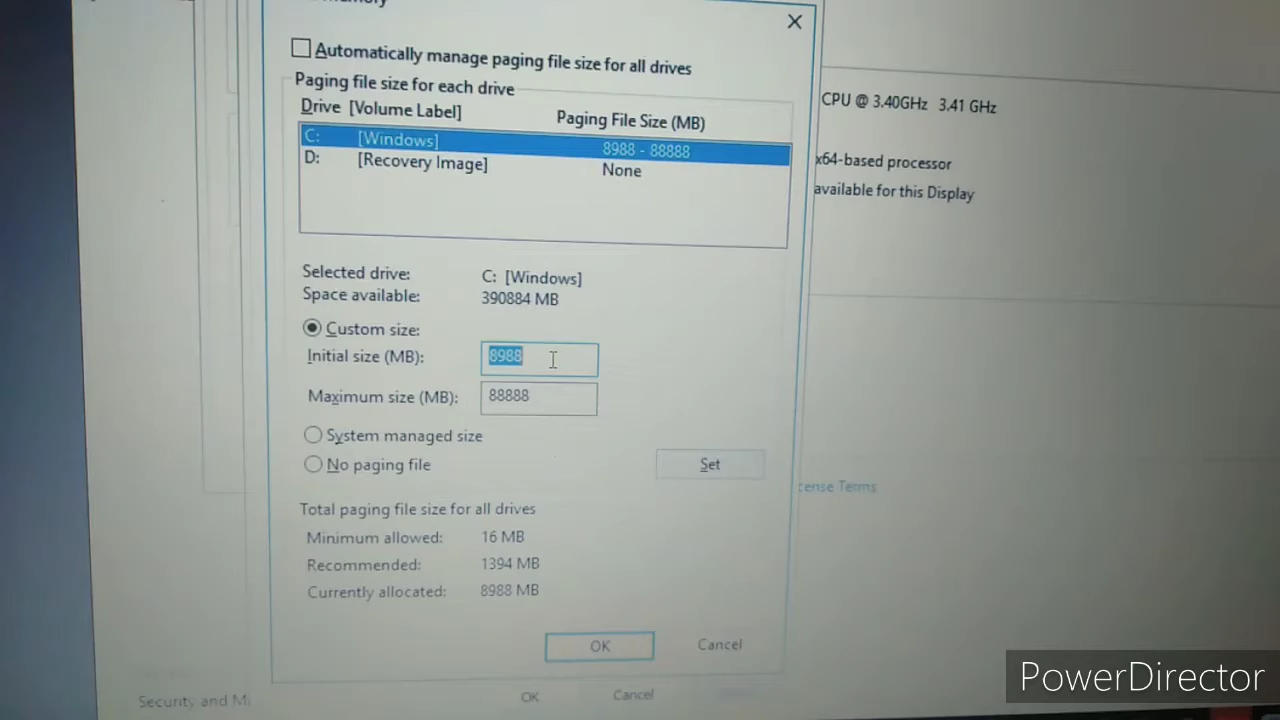 Automatically manage paging file size for all drives
Paging file size for each drive
Drive [Volume Label] Paging File Size (MB)
C: [Windows] 8988 - 88888
D: [Recovery Image] None
Selected drive: C: [Windows]
Space available: 390884 MB
Custom size:
Initial size (MB): 8988
Maximum size (MB): 88888
System managed size
No paging file
Set
Total paging file size for all drives
Minimum allowed: 16 MB
Recommended: 1394 MB
Currently allocated: 8988 MB
OK Cancel
OK Cancel
Security and
CPU @ 3.40GHz 3.41 GHz
x64-based processor
available for this Display
Terms
PowerDirector